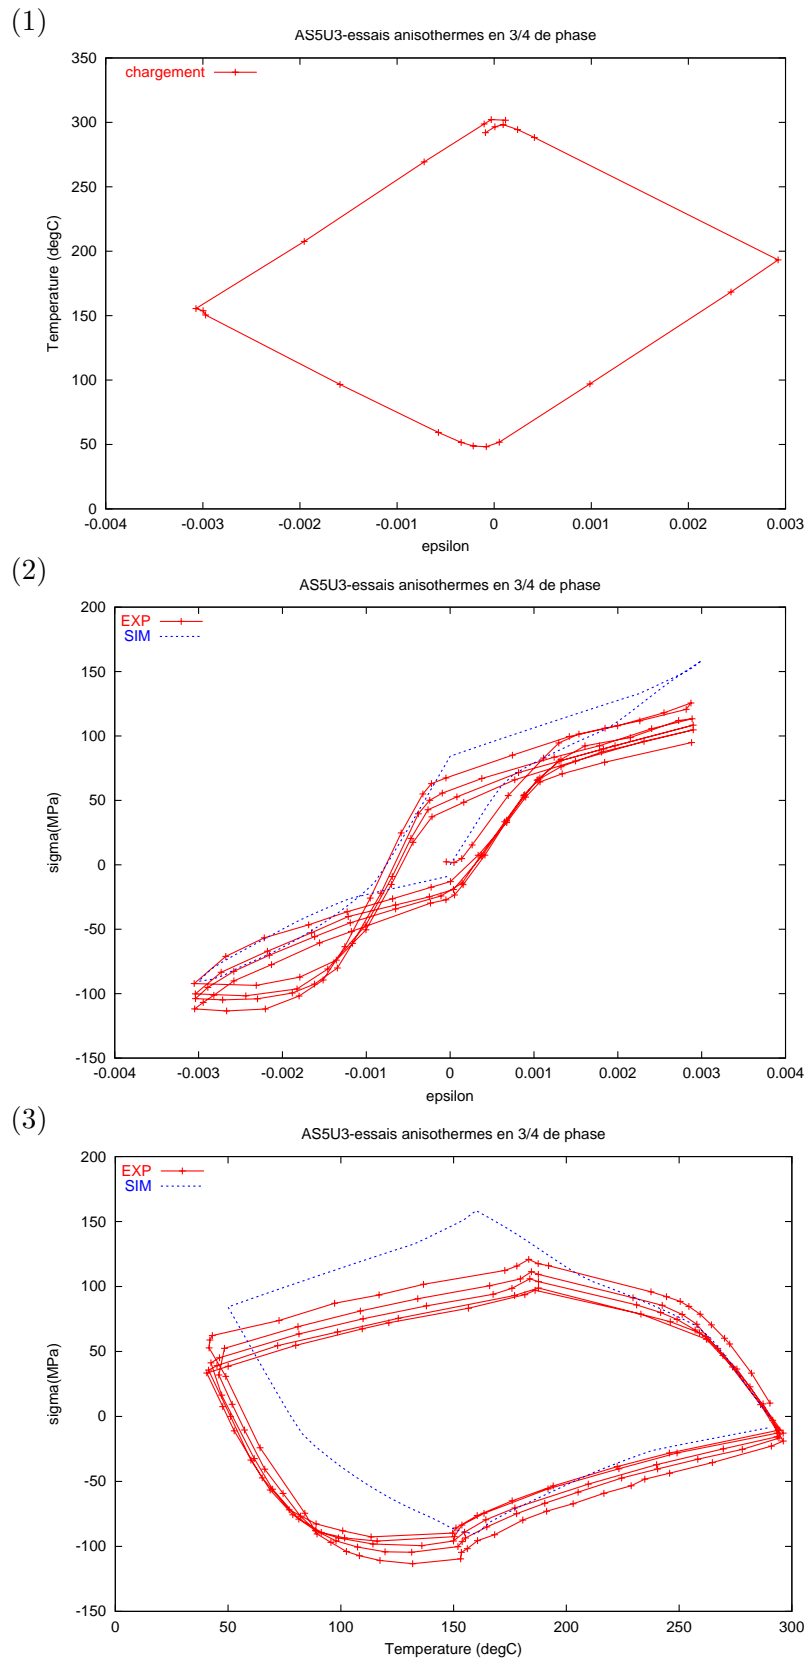 (1)
AS5U3-essais anisothermes en 3/4 de phase
350
chargement
300
250
200
150
100
50
0
Temperature (degC)
-0.004 -0.003 -0.002 -0.001 0 0.001 0.002 0.003
epsilon
(2)
AS5U3-essais anisothermes en 3/4 de phase
200
EXP
SIM
150
100
50
0
-50
-100
-150
sigma(MPa)
-0.004 -0.003 -0.002 -0.001 0 0.001 0.002 0.003 0.004
epsilon
(3)
AS5U3-essais anisothermes en 3/4 de phase
200
EXP
SIM
150
100
50
0
-50
-100
-150
sigma(MPa)
0 50 100 150 200 250 300
Temperature (degC)